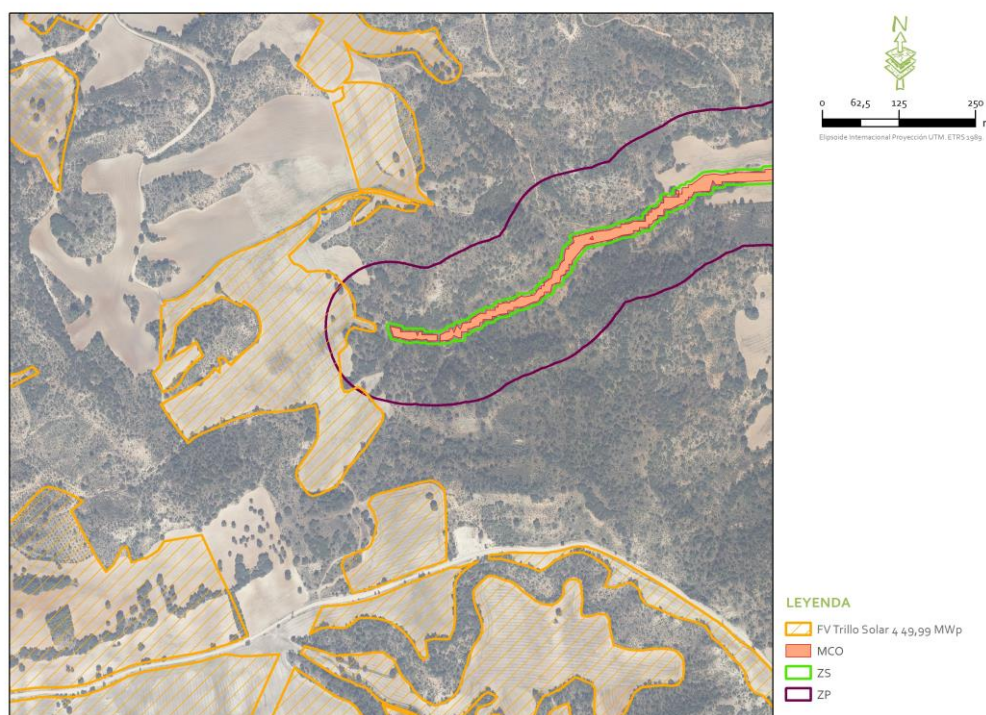 N
0 62,5 125 250
m
Elipsoide Internacional Proyección UTM. ETRS 1989.
LEYENDA
FV Trillo Solar 4 49,99 MWp
MCO
ZS
ZP